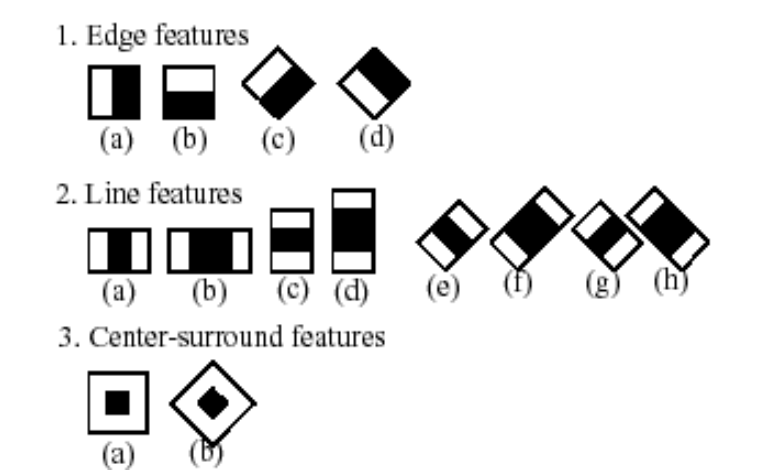 1. Edge features
(a) (b) (c) (d)
2. Line features
(a) (b) (c) (d) (e) (f) (g) (h)
3. Center-surround features
(a) (b)